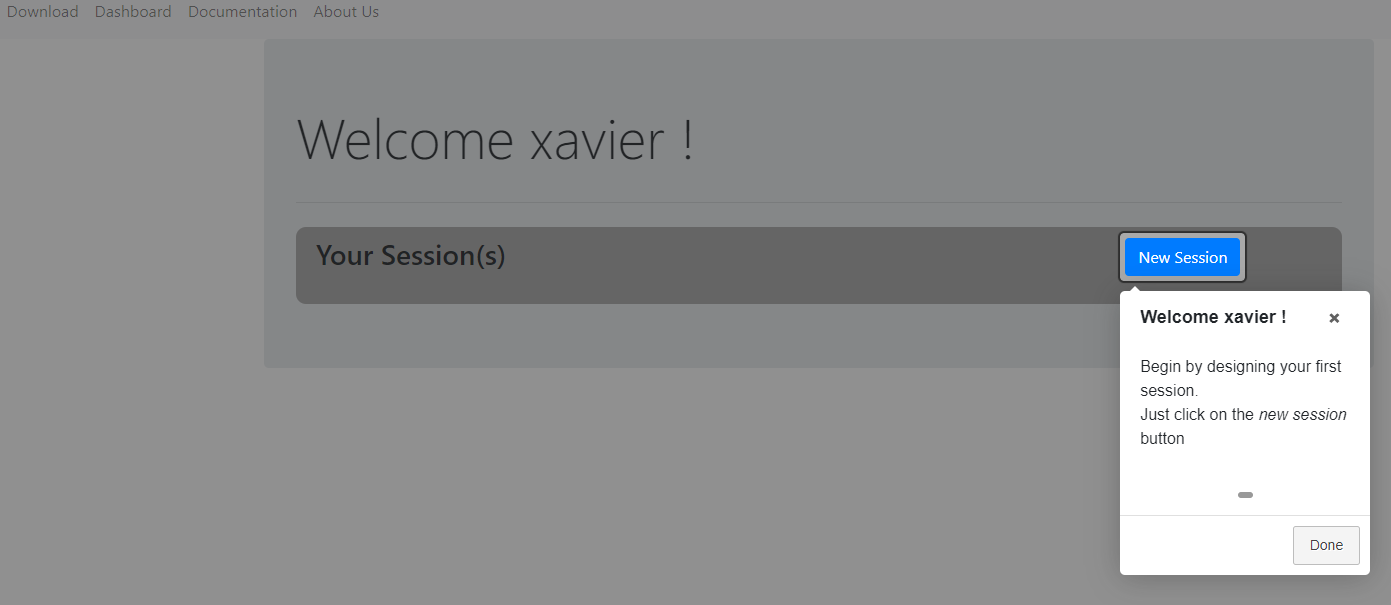 Download Dashboard Documentation About Us
Welcome xavier !
Your Session(s)
New Session
Welcome xavier ! ×
Begin by designing your first
session.
Just click on the new session
button
Done